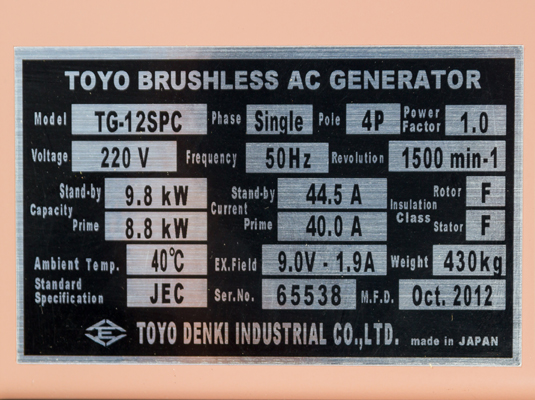 TOYO BRUSHLESS AC GENERATOR
Model TG-12SPC Phase Single Pole 4P Power Factor 1.0
Voltage 220 V Frequency 50Hz Revolution 1500 min-1
Capacity Stand-by 9.8 kW Current Stand-by 44.5 A Insulation Class Rotor F
Prime 8.8 kW Prime 40.0 A Stator F
Ambient Temp. 40℃ EX.Field 9.0V - 1.9A Weight 430kg
Standard Specification JEC Ser.No. 65538 M.F.D. Oct. 2012
E TOYO DENKI INDUSTRIAL CO.,LTD. made in JAPAN